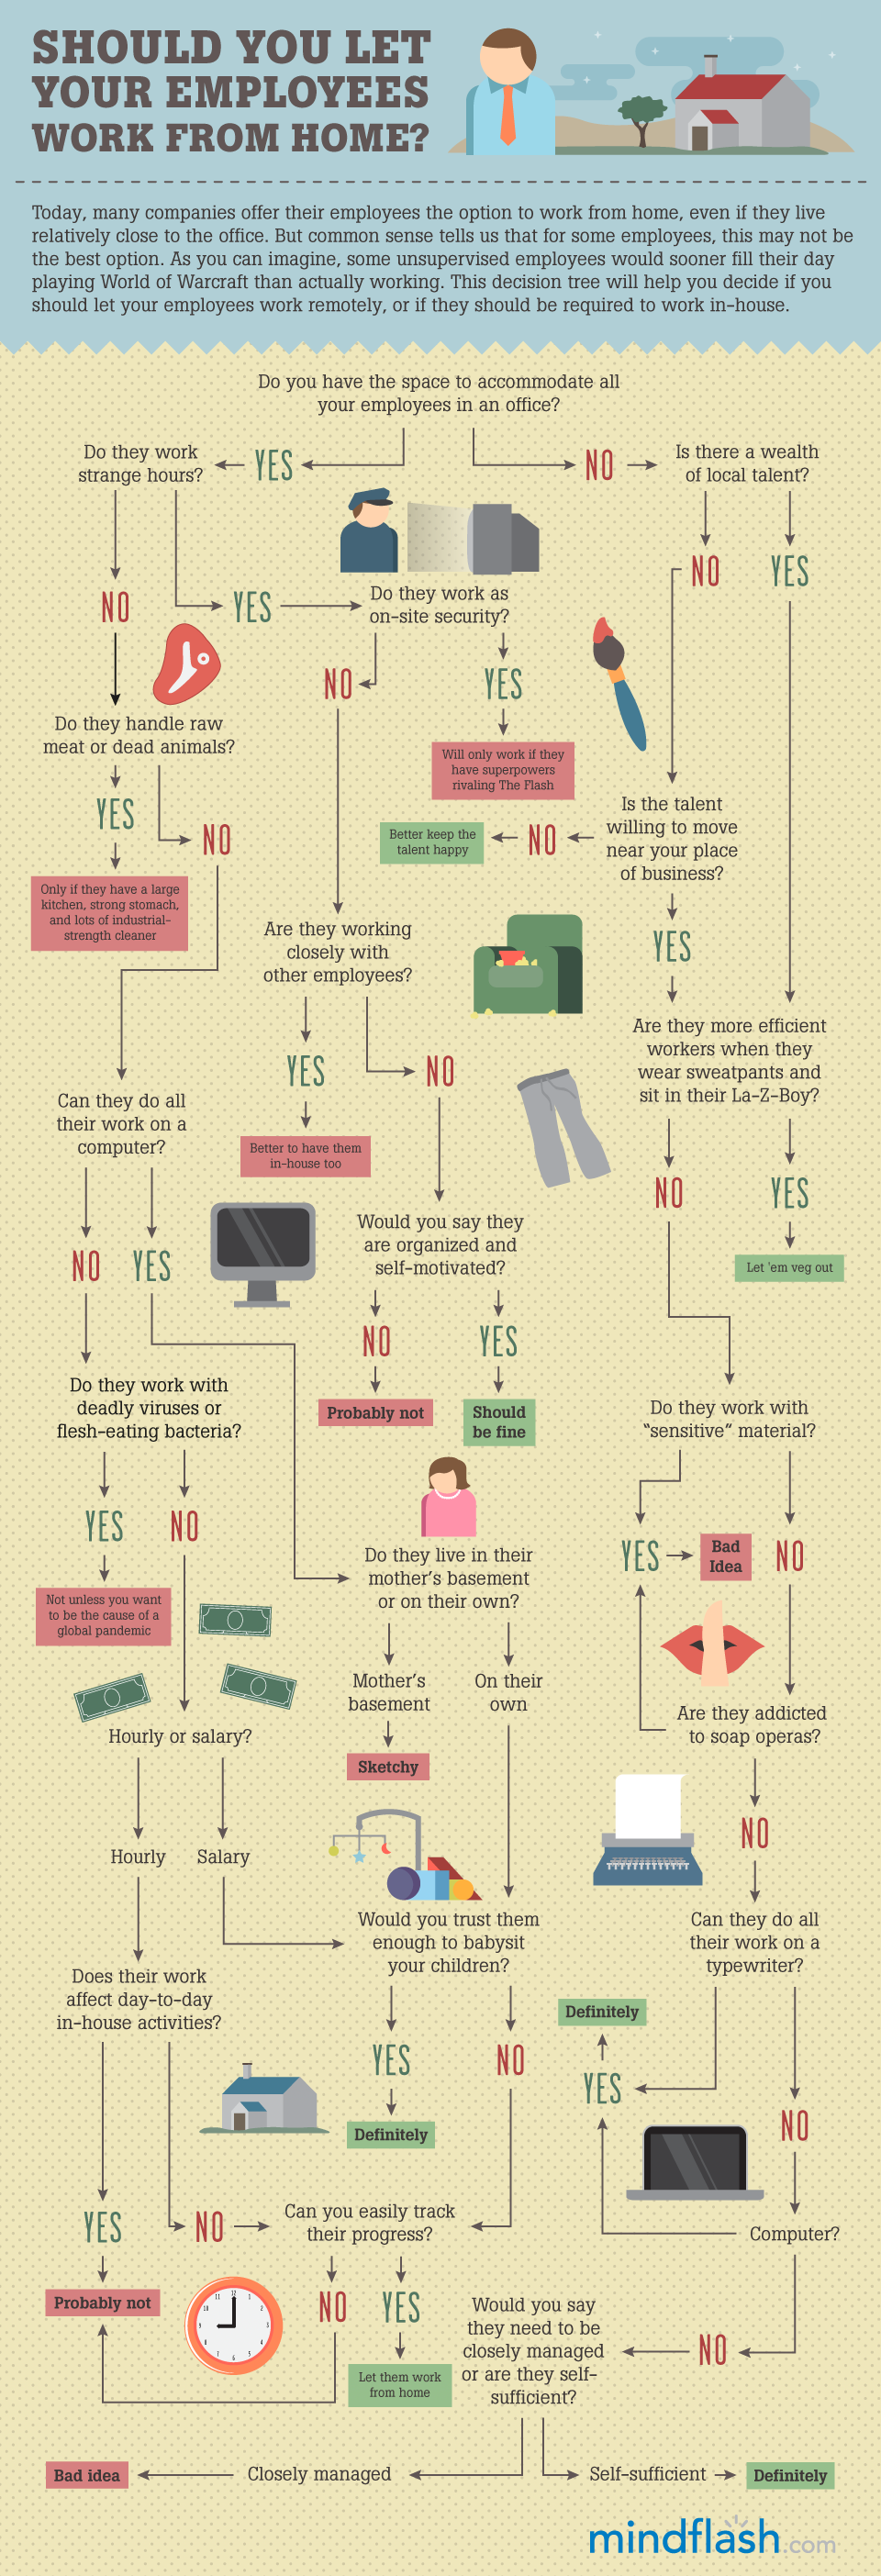 SHOULD YOU LET
YOUR EMPLOYEES
WORK FROM HOME?
Today, many companies offer their employees the option to work from home, even if they live
relatively close to the office. But common sense tells us that for some employees, this may not be
the best option. As you can imagine, some unsupervised employees would sooner fill their day
playing World of Warcraft than actually working. This decision tree will help you decide if you
should let your employees work remotely, or if they should be required to work in-house.
Do you have the space to accommodate all
your employees in an office?
YES
NO
Do they work
strange hours?
Is there a wealth
of local talent?
NO
YES
NO
YES
Do they work as
on-site security?
NO
YES
Will only work if they
have superpowers
rivaling The Flash
Do they handle raw
meat or dead animals?
YES
NO
Only if they have a large
kitchen, strong stomach,
and lots of industrial-
strength cleaner
Is the talent
willing to move
near your place
of business?
NO
Better keep the
talent happy
YES
Are they working
closely with
other employees?
YES
NO
Better to have them
in-house too
Are they more efficient
workers when they
wear sweatpants and
sit in their La-Z-Boy?
NO
YES
Let 'em veg out
Can they do all
their work on a
computer?
NO
YES
Would you say they
are organized and
self-motivated?
NO
YES
Probably not
Should
be fine
Do they work with
deadly viruses or
flesh-eating bacteria?
YES
NO
Not unless you want
to be the cause of a
global pandemic
Do they work with
"sensitive" material?
YES
Bad
Idea
NO
Do they live in their
mother's basement
or on their own?
Mother's
basement
On their
own
Sketchy
Are they addicted
to soap operas?
NO
Hourly or salary?
Hourly
Salary
Would you trust them
enough to babysit
your children?
YES
NO
Definitely
Can they do all
their work on a
typewriter?
Definitely
YES
NO
Does their work
affect day-to-day
in-house activities?
YES
NO
Probably not
Can you easily track
their progress?
NO
YES
Let them work
from home
12
1
2
3
4
5
6
7
8
9
10
11
Computer?
NO
Would you say
they need to be
closely managed
or are they self-
sufficient?
Bad idea
Closely managed
Self-sufficient
Definitely
mindflash.com